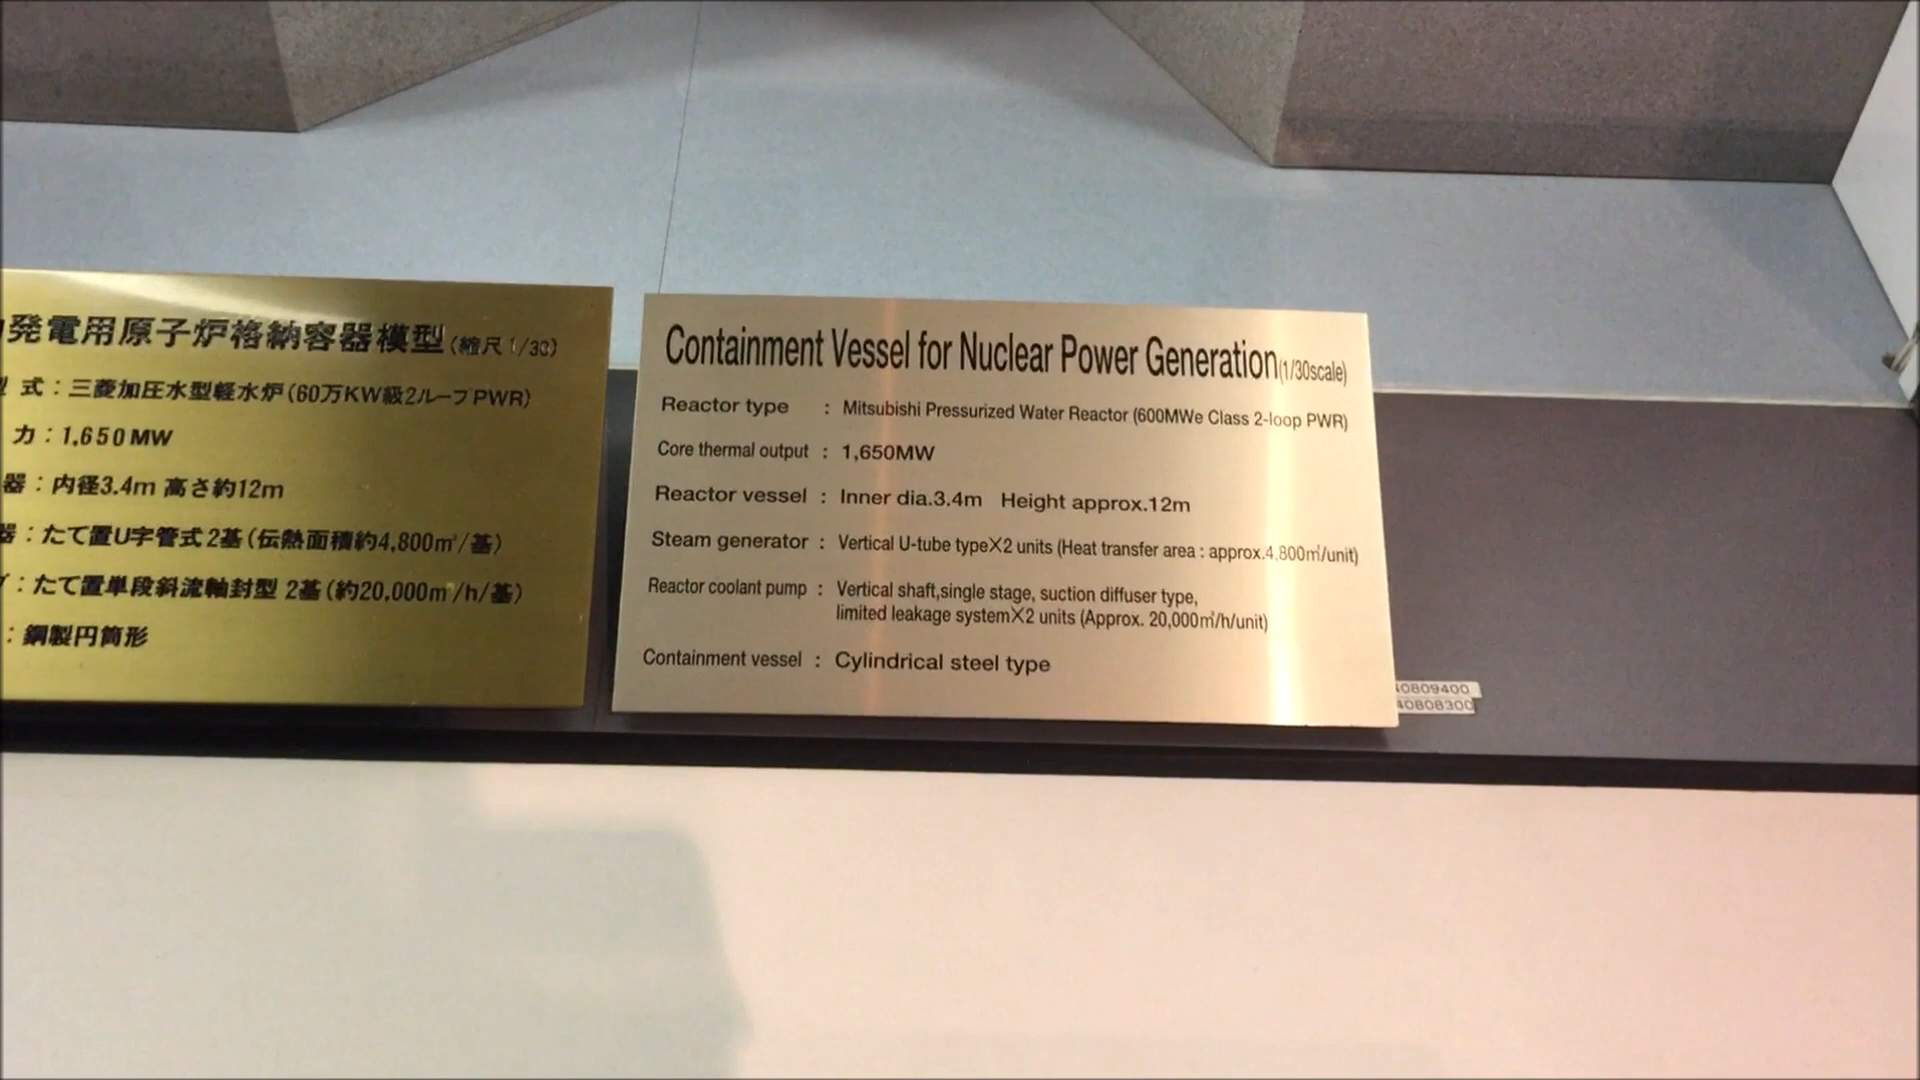 発電用原子炉格納容器模型(縮尺1/30)
式：三菱加圧水型軽水炉(60万KW級2ループPWR)
力：1,650MW
器：内径3.4m 高さ約12m
器：たて置U字管式2基(伝熱面積約4,800㎡/基)
：たて置単段斜流軸封型 2基(約20,000㎥/h/基)
：鋼製円筒形
Containment Vessel for Nuclear Power Generation(1/30scale)
Reactor type : Mitsubishi Pressurized Water Reactor (600MWe Class 2-loop PWR)
Core thermal output : 1,650MW
Reactor vessel : Inner dia.3.4m Height approx.12m
Steam generator : Vertical U-tube type×2 units (Heat transfer area : approx.4,800㎡/unit)
Reactor coolant pump : Vertical shaft,single stage, suction diffuser type,
limited leakage system×2 units (Approx. 20,000㎥/h/unit)
Containment vessel : Cylindrical steel type
40809400
40808300